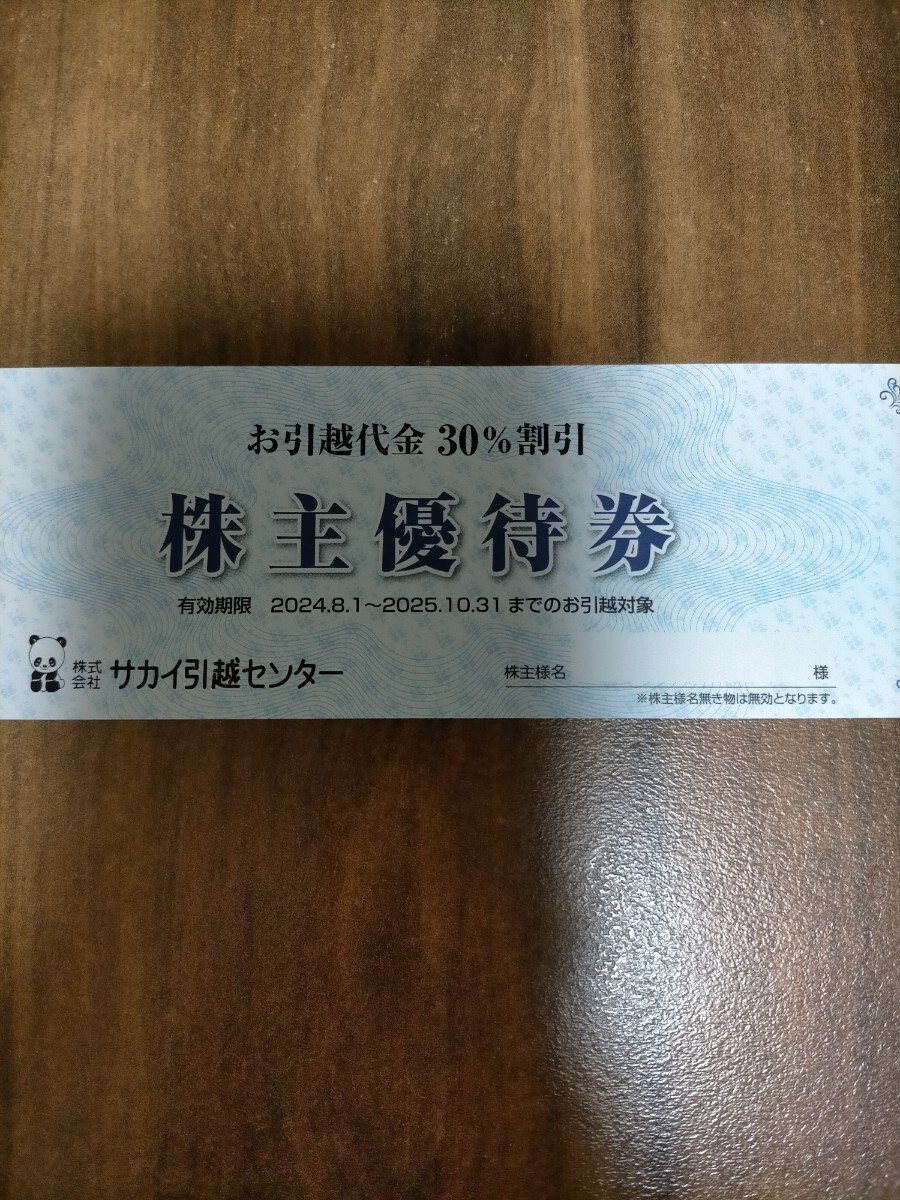 お引越代金 30%割引
株主優待券
有効期限 2024.8.1～2025.10.31までのお引越対象
株式会社 サカイ引越センター
株主様名 様
※株主様名無き物は無効となります。